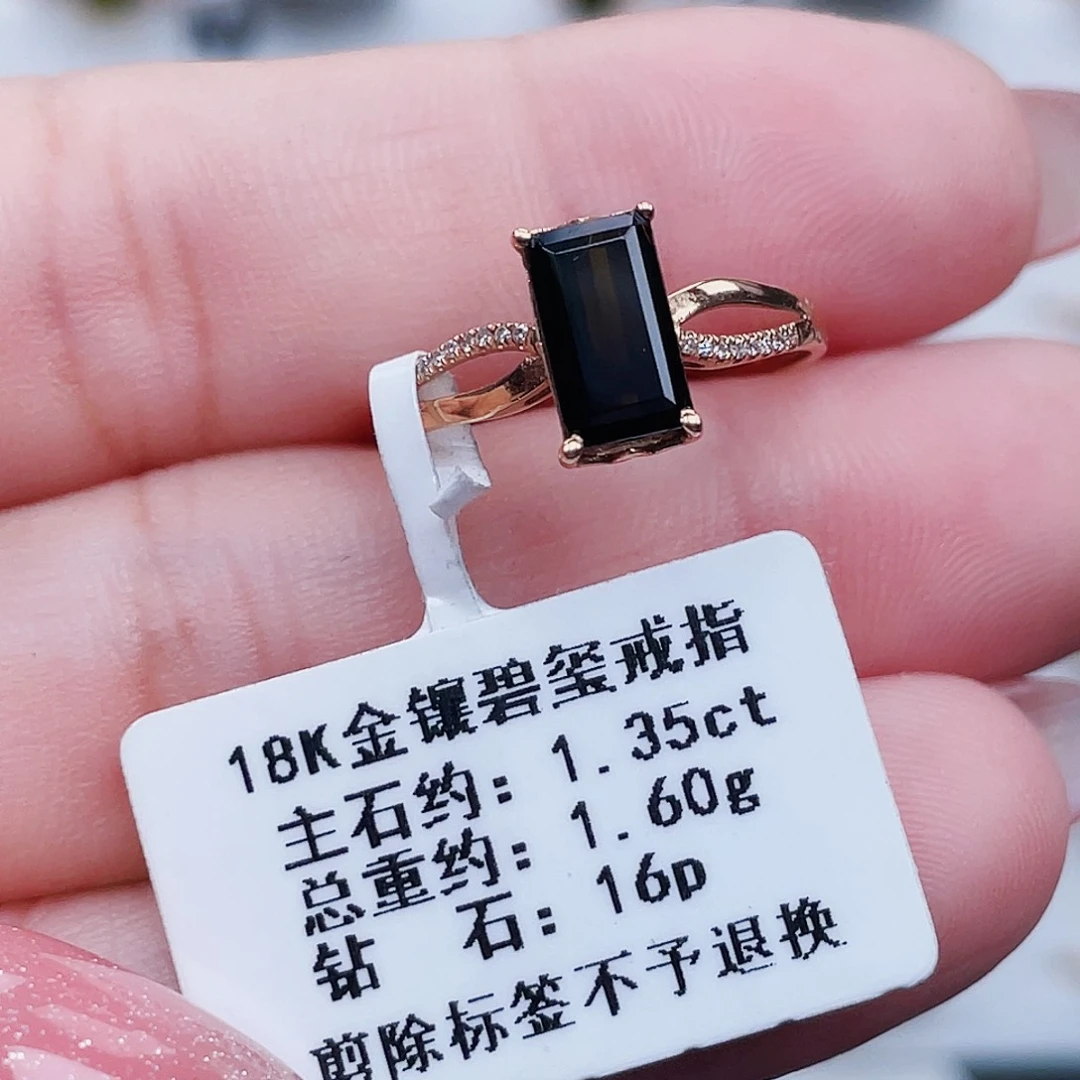 18K金镶碧玺戒指
主石约: 1.35ct
总重约: 1.60g
钻 石: 16p
剪除标签不予退换